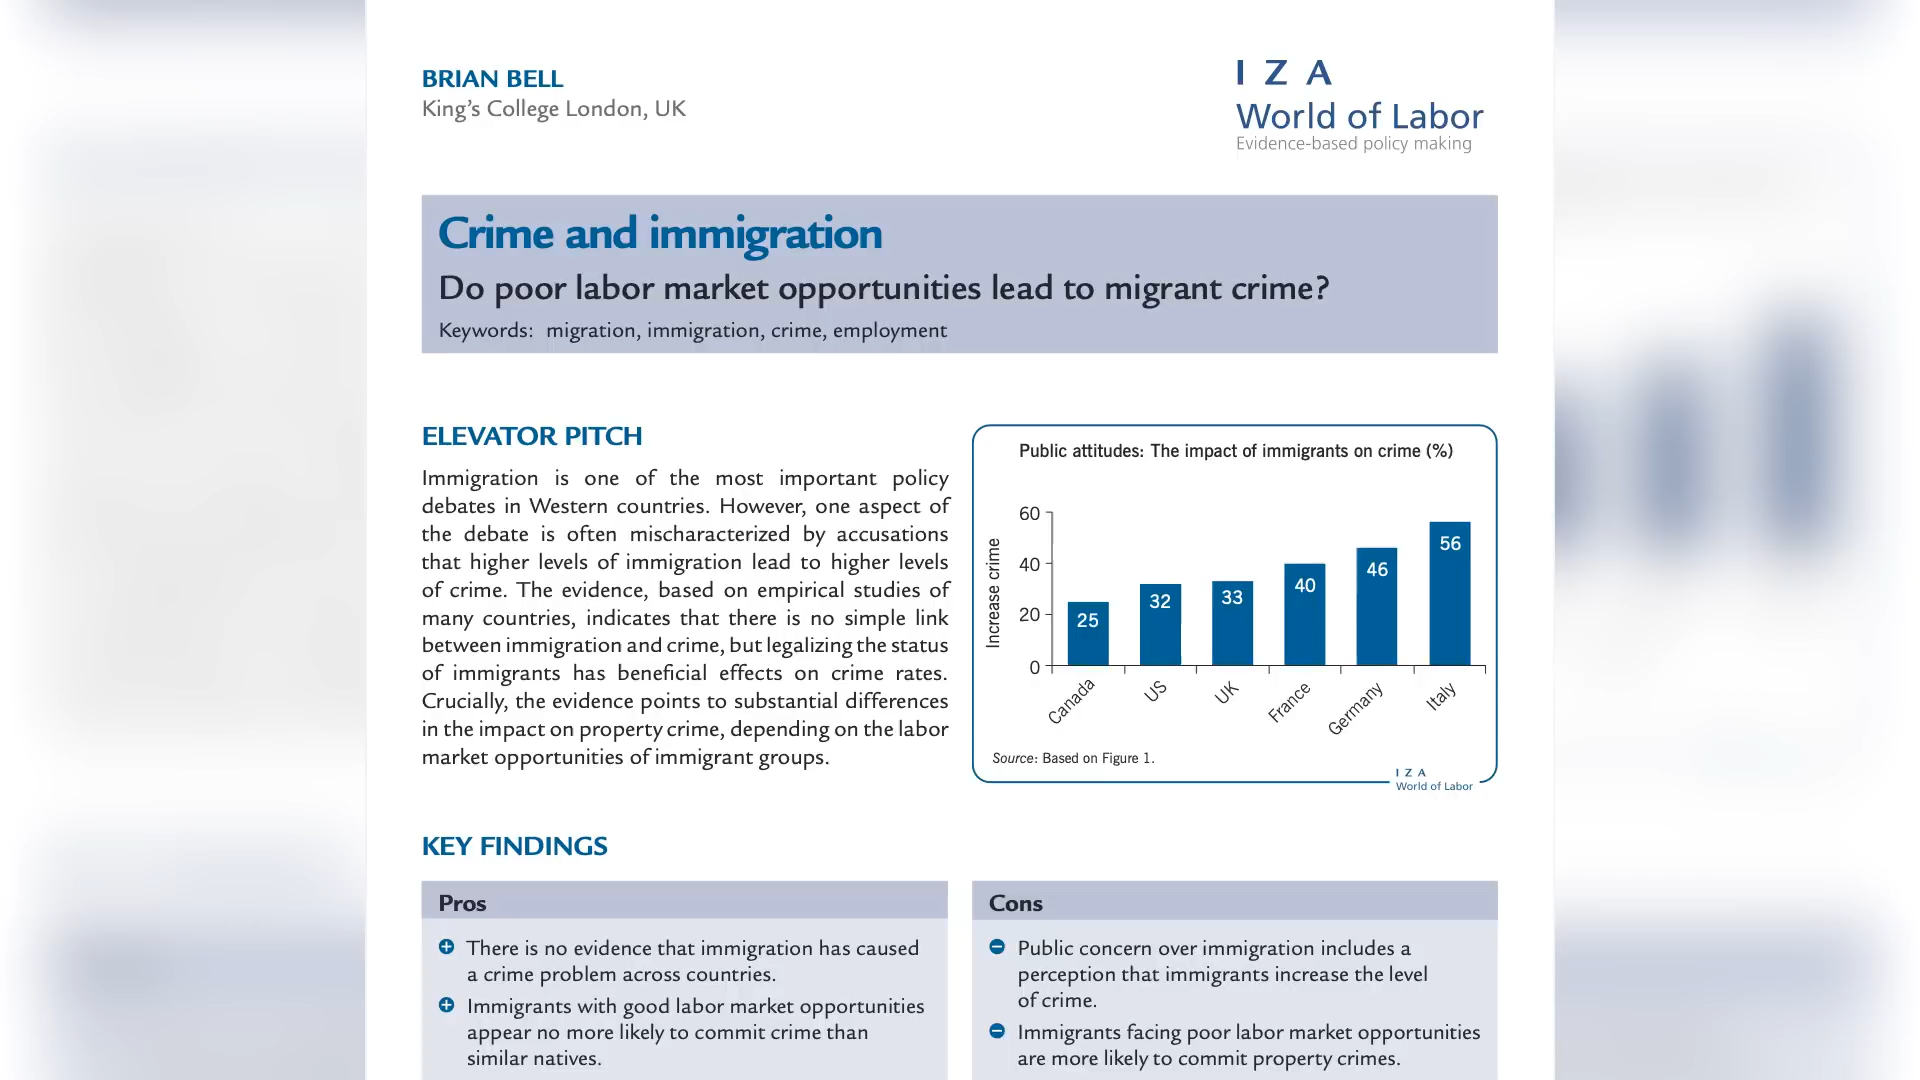 BRIAN BELL
King's College London, UK
I Z A
World of Labor
Evidence-based policy making
Crime and immigration
Do poor labor market opportunities lead to migrant crime?
Keywords: migration, immigration, crime, employment
ELEVATOR PITCH
Immigration is one of the most important policy
debates in Western countries. However, one aspect of
the debate is often mischaracterized by accusations
that higher levels of immigration lead to higher levels
of crime. The evidence, based on empirical studies of
many countries, indicates that there is no simple link
between immigration and crime, but legalizing the status
of immigrants has beneficial effects on crime rates.
Crucially, the evidence points to substantial differences
in the impact on property crime, depending on the labor
market opportunities of immigrant groups.
Public attitudes: The impact of immigrants on crime (%)
Increase crime
60
40
20
0
25
32
33
40
46
56
Canada
US
UK
France
Germany
Italy
Source: Based on Figure 1.
I Z A
World of Labor
KEY FINDINGS
Pros
There is no evidence that immigration has caused
a crime problem across countries.
Immigrants with good labor market opportunities
appear no more likely to commit crime than
similar natives.
Cons
Public concern over immigration includes a
perception that immigrants increase the level
of crime.
Immigrants facing poor labor market opportunities
are more likely to commit property crimes.